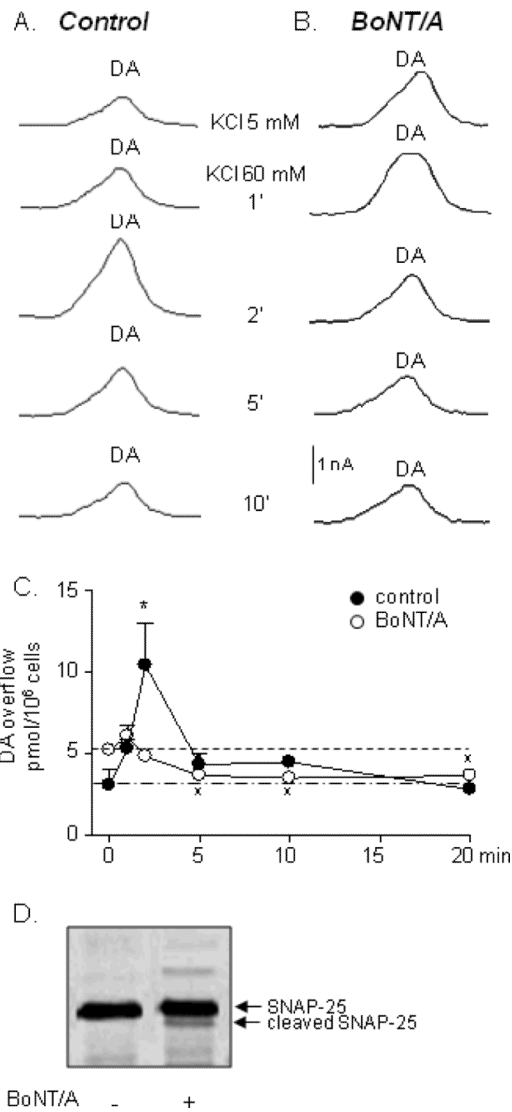 A. Control
B. BoNT/A
DA
DA
KCl 5 mM
DA
DA
KCl 60 mM
1'
DA
DA
2'
DA
DA
5'
DA
DA
1 nA
10'
C.
15
10
5
0
DA overflow
pmol/10⁶ cells
*
control
BoNT/A
x
x
x
0
5
10
15
20 min
D.
SNAP-25
cleaved SNAP-25
BoNT/A - +